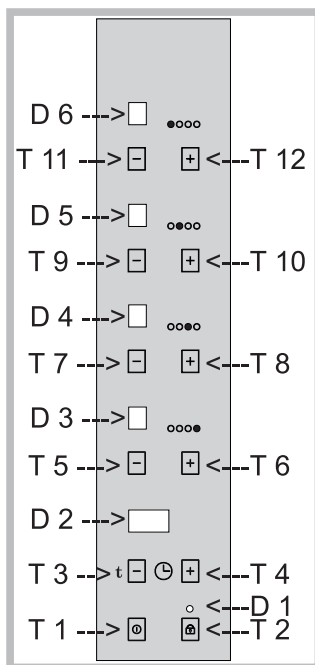 D 6 --->
T 11 ---> - + <---T 12
D 5 --->
T 9 ---> - + <---T 10
D 4 --->
T 7 ---> - + <---T 8
D 3 --->
T 5 ---> - + <---T 6
D 2 --->
T 3 ---> t - + <---T 4
<---D 1
T 1 ---> <---T 2